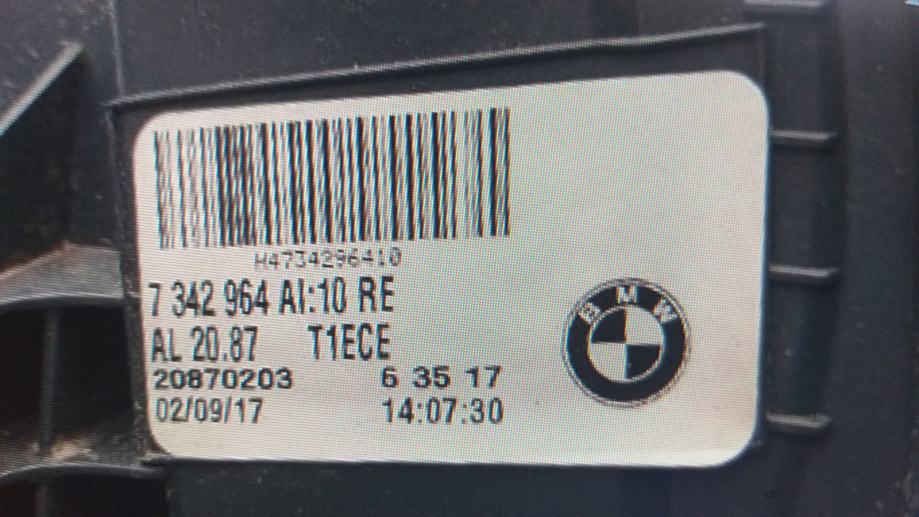 H4734296410
7 342 964 AI:10 RE
AL 20.87 T1ECE
20870203 6 35 17
02/09/17 14:07:30
BMW